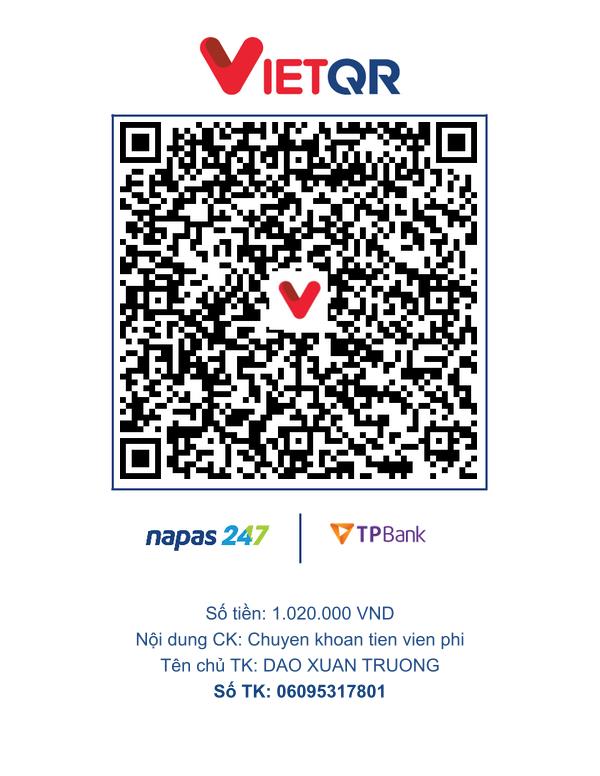 VIETQR
napas 247
TPBank
Số tiền: 1.020.000 VND
Nội dung CK: Chuyen khoan tien vien phi
Tên chủ TK: DAO XUAN TRUONG
Số TK: 06095317801